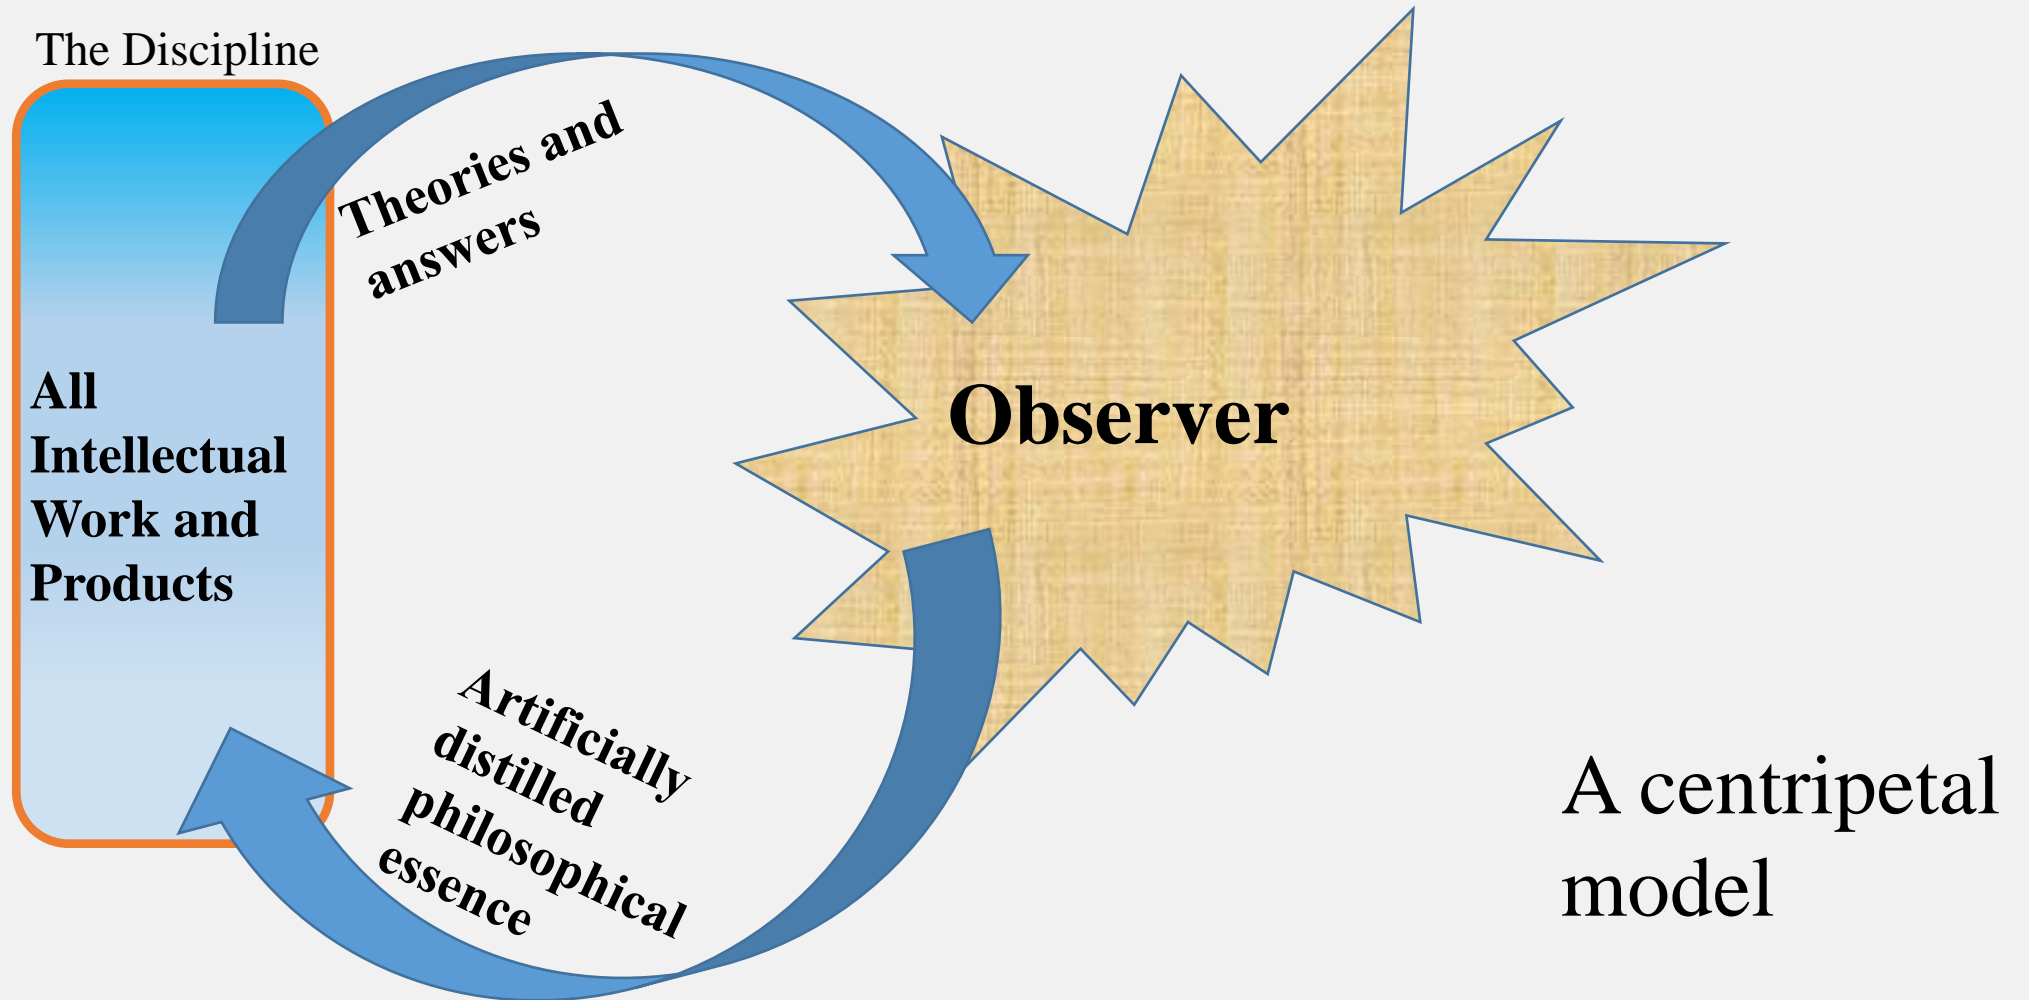 The Discipline
Theories and
answers
All
Intellectual
Work and
Products
Observer
Artificially
distilled
philosophical
essence
A centripetal
model